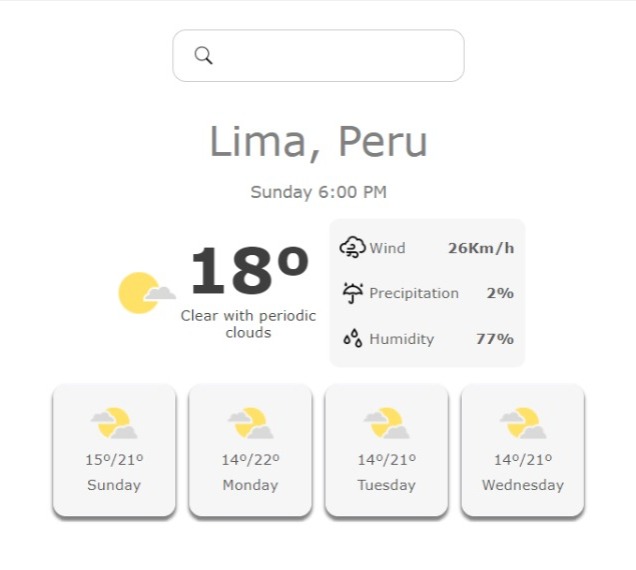 Lima, Peru
Sunday 6:00 PM
18º
Clear with periodic
clouds
Wind 26Km/h
Precipitation 2%
Humidity 77%
15º/21º 14º/22º 14º/21º 14º/21º
Sunday Monday Tuesday Wednesday